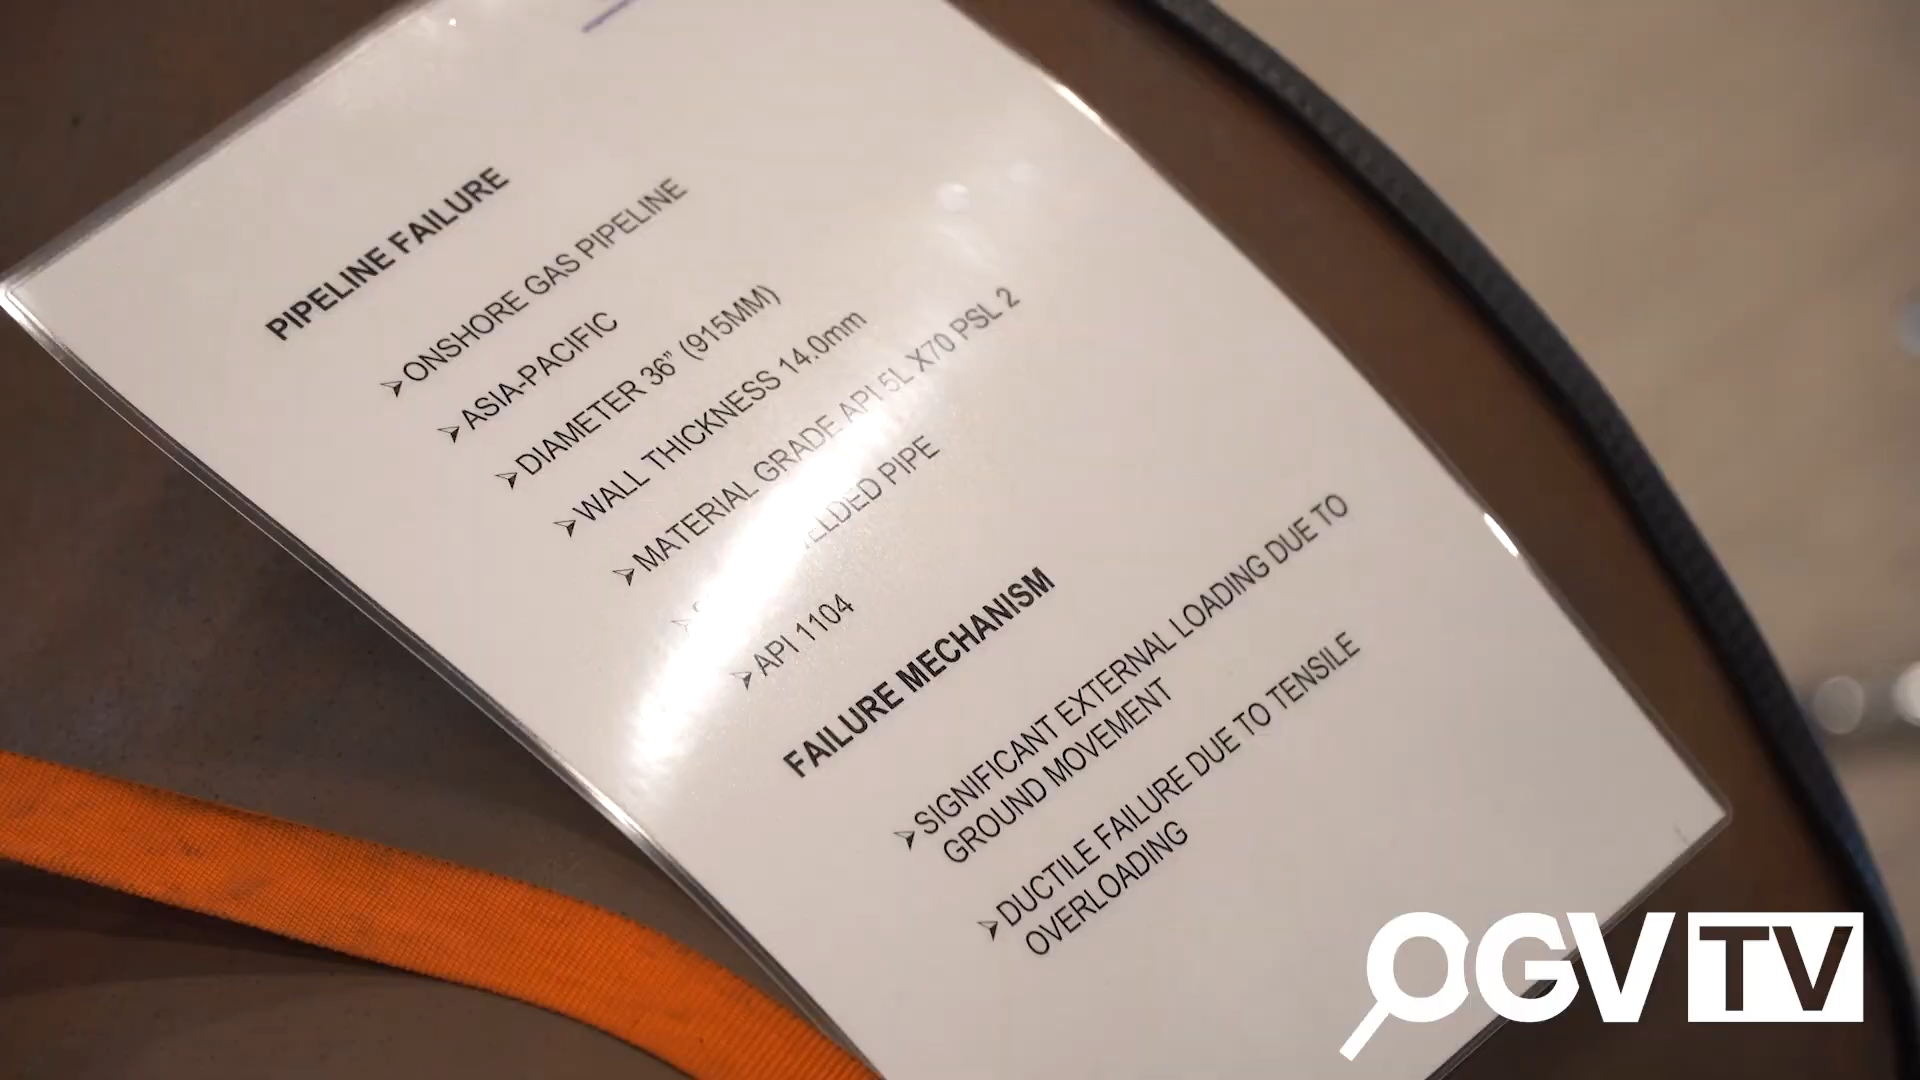 PIPELINE FAILURE
➢ONSHORE GAS PIPELINE
➢ASIA-PACIFIC
➢DIAMETER 36” (915MM)
➢WALL THICKNESS 14.0mm
➢MATERIAL GRADE API 5L X70 PSL 2
➢ PIPE
➢API 1104
FAILURE MECHANISM
➢SIGNIFICANT EXTERNAL LOADING DUE TO
GROUND MOVEMENT
➢DUCTILE FAILURE DUE TO TENSILE
OVERLOADING
OGV TV